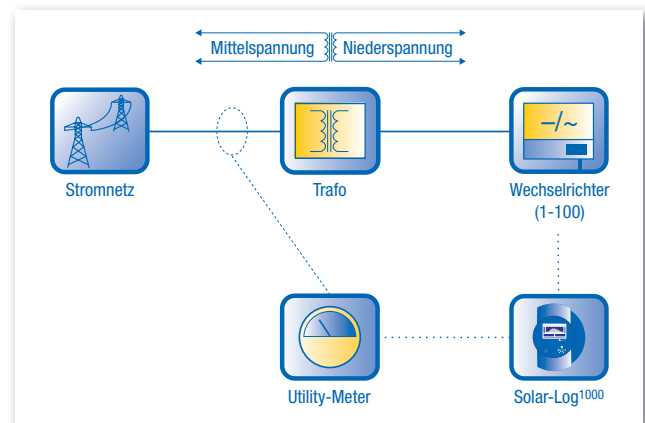 Mittelspannung Niederspannung
Stromnetz
Trafo
–/~
Wechselrichter
(1-100)
Utility-Meter
Solar-Log1000